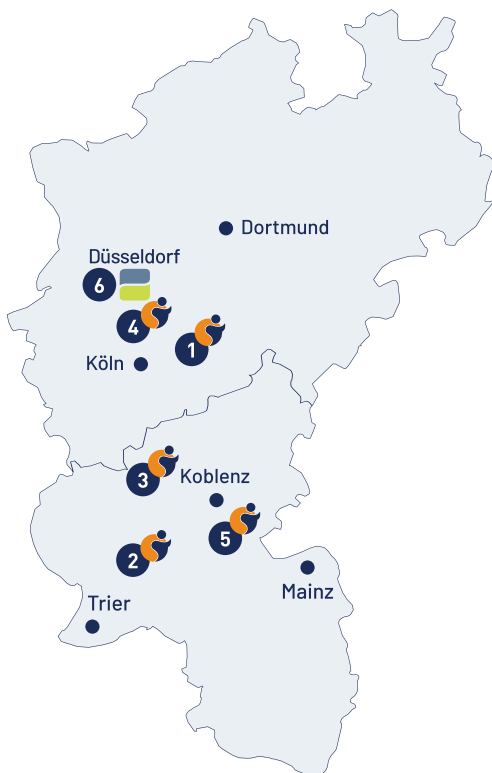 Dortmund
Düsseldorf
6
4
1
Köln
3
Koblenz
5
2
Mainz
Trier